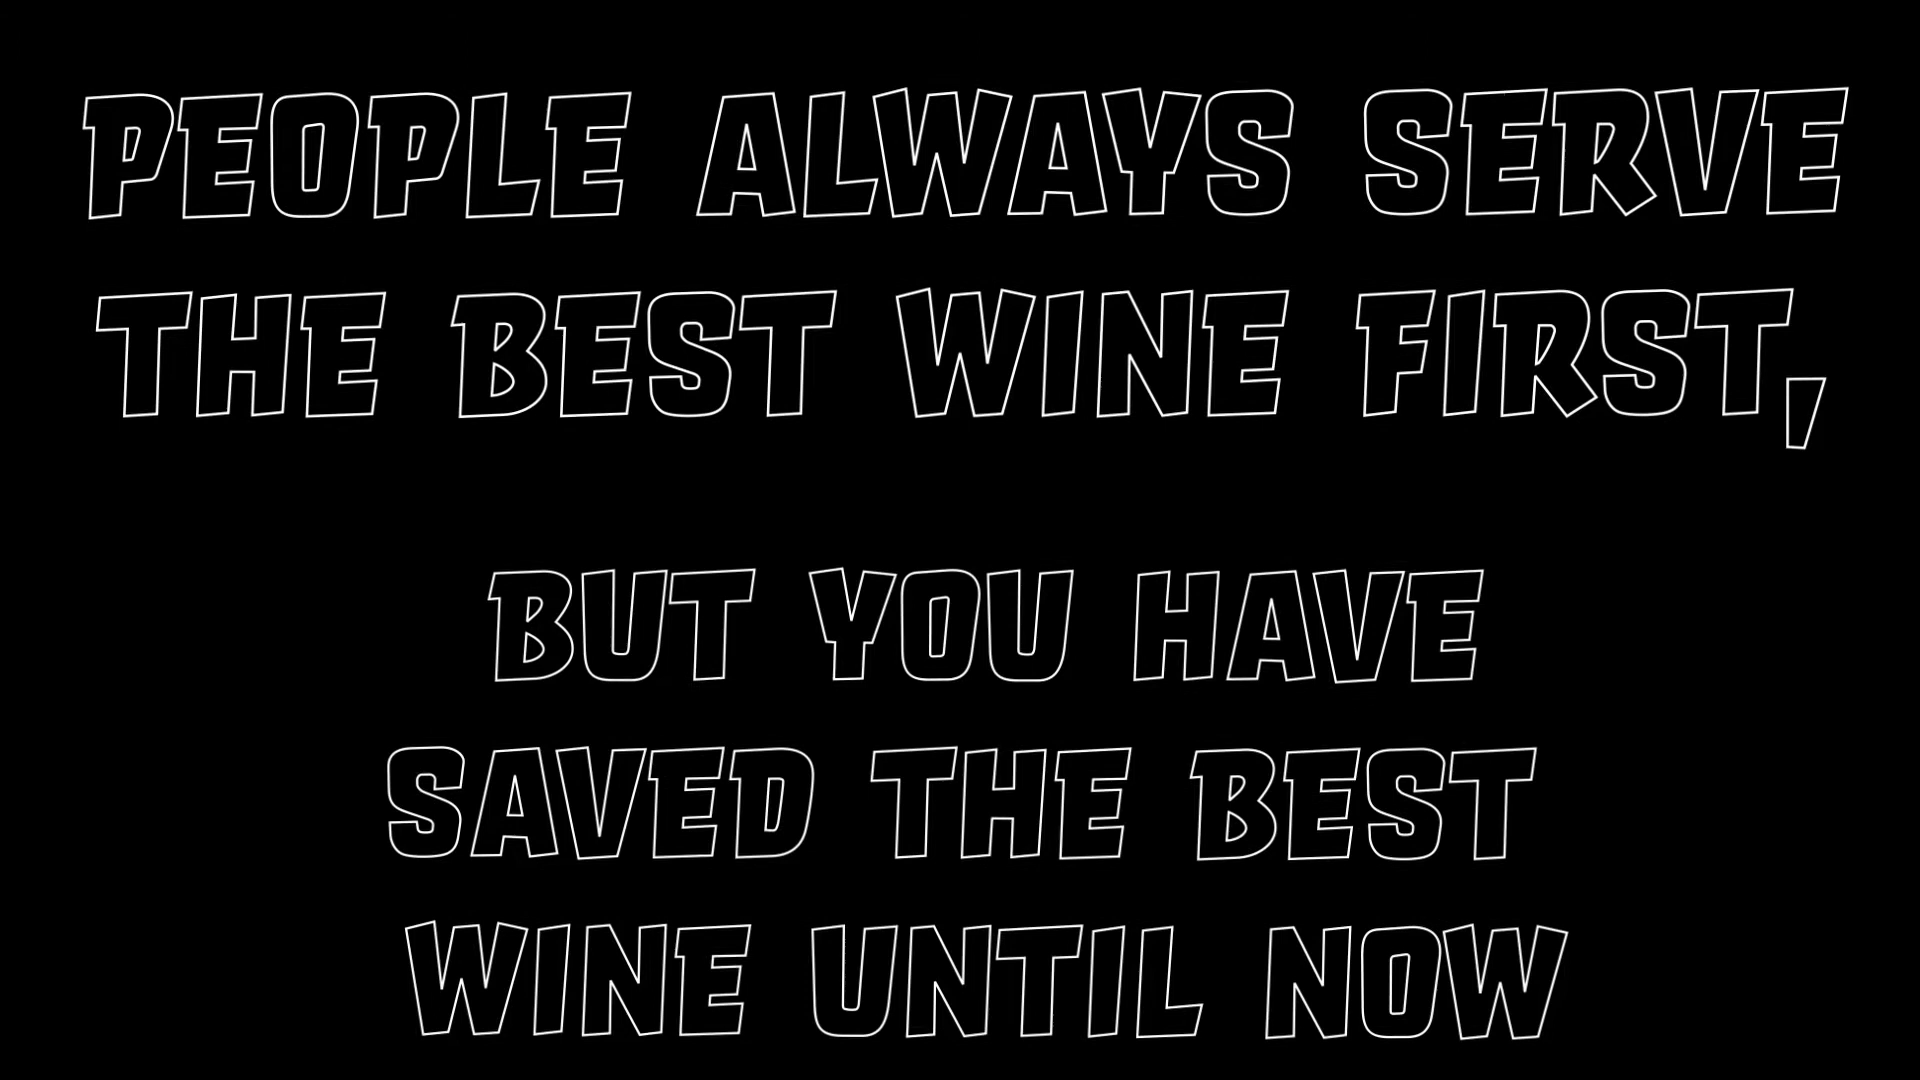 PEOPLE ALWAYS SERVE
THE BEST WINE FIRST,
BUT YOU HAVE
SAVED THE BEST
WINE UNTIL NOW